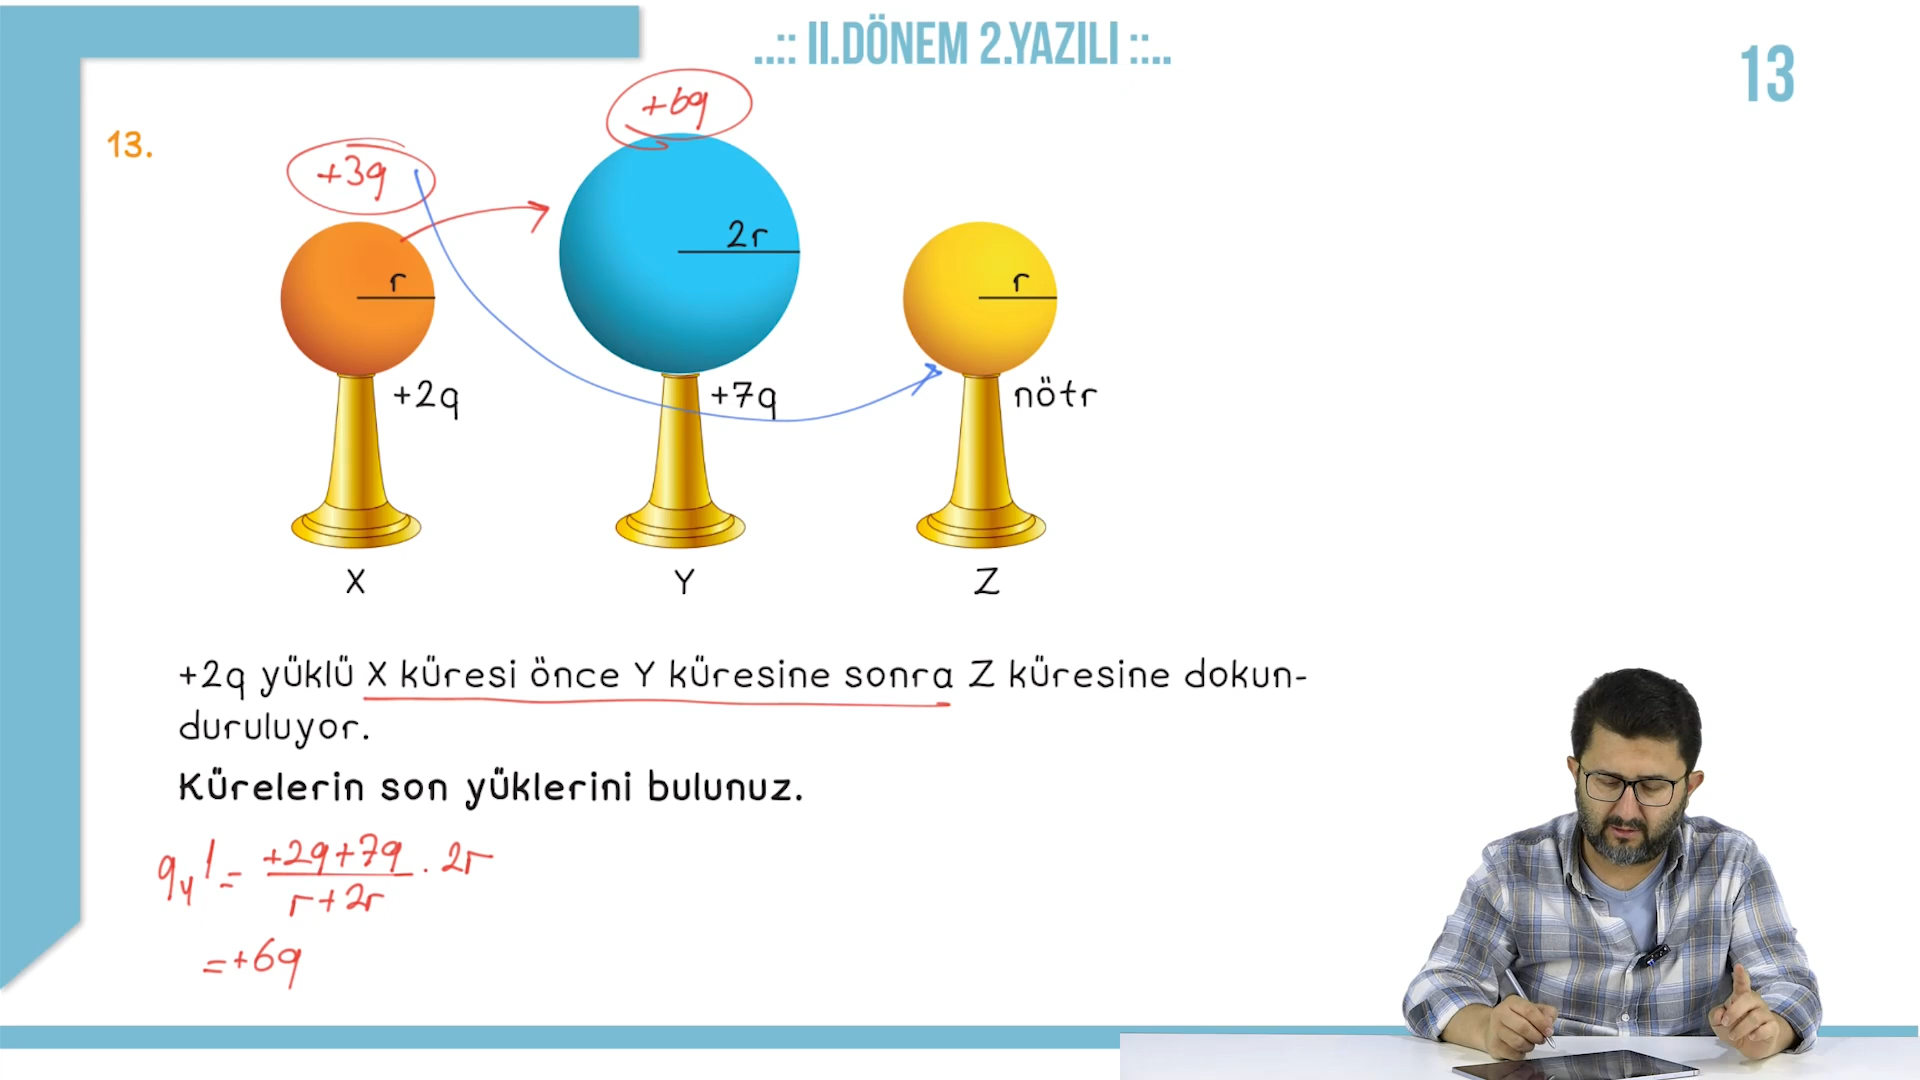 ..:: II.DÖNEM 2.YAZILI ::..
13
13.
+3q
+6q
r
2r
r
+2q
+7q
nötr
X
Y
Z
+2q yüklü X küresi önce Y küresine sonra Z küresine dokun-
duruluyor.
Kürelerin son yüklerini bulunuz.
qy' = +2q+7q / r+2r . 2r
= +6q